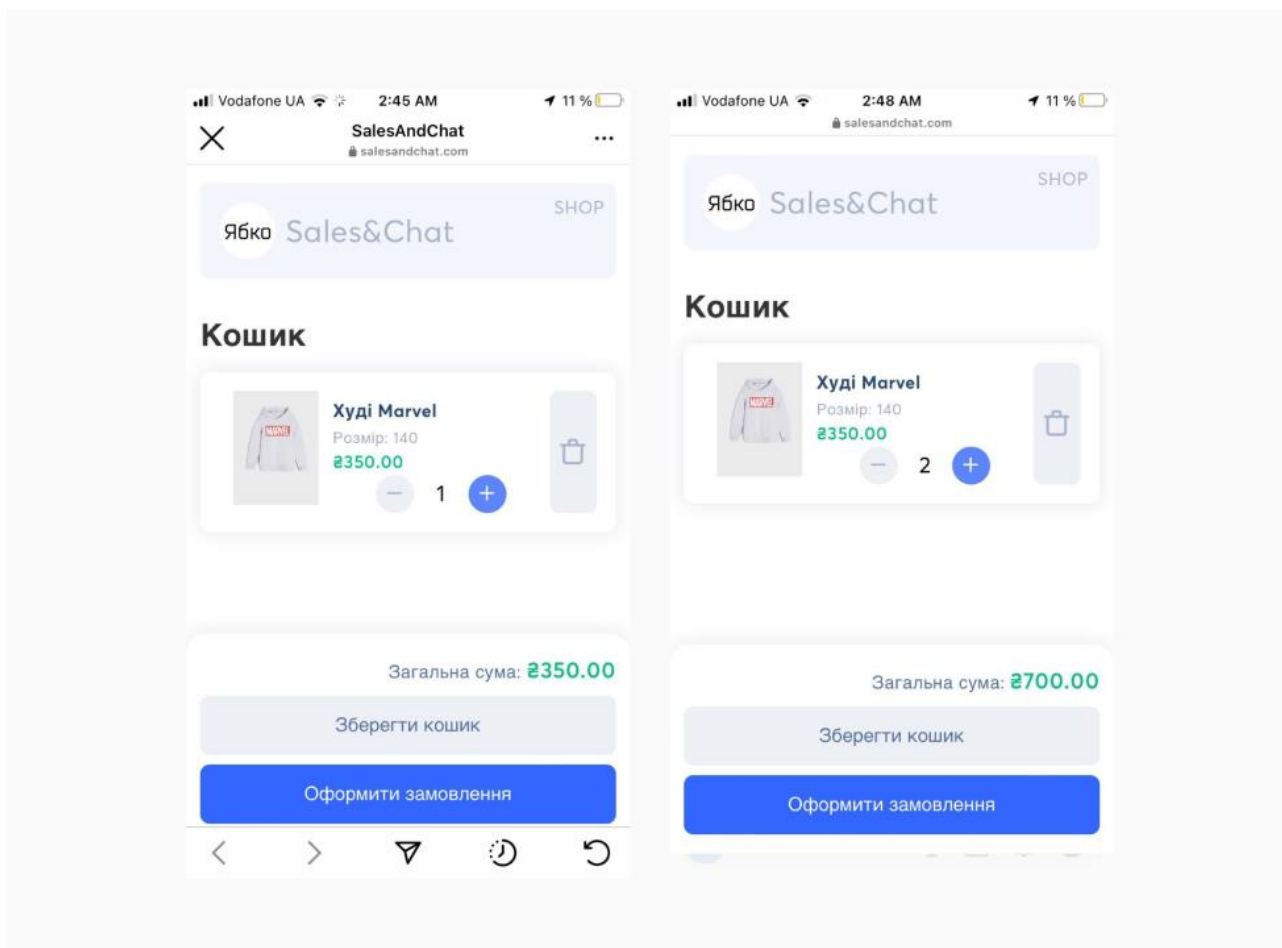 Vodafone UA 2:45 AM 11 %
SalesAndChat
salesandchat.com
Ябко Sales&Chat
SHOP
Кошик
MARVEL
Худі Marvel
Розмір: 140
₴350.00
1
Загальна сума: ₴350.00
Зберегти кошик
Оформити замовлення
Vodafone UA 2:48 AM 11 %
salesandchat.com
Ябко Sales&Chat
SHOP
Кошик
MARVEL
Худі Marvel
Розмір: 140
₴350.00
2
Загальна сума: ₴700.00
Зберегти кошик
Оформити замовлення